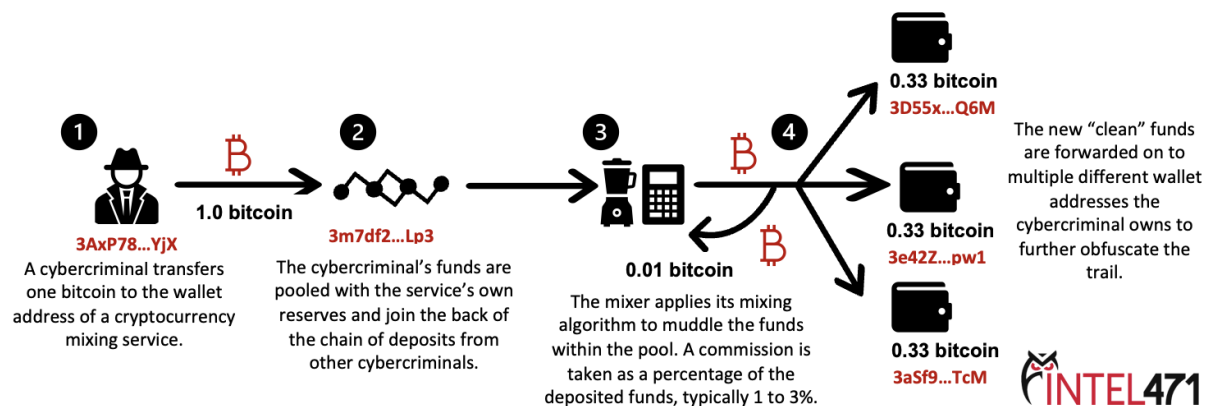 1
3AxP78...YjX
A cybercriminal transfers
one bitcoin to the wallet
address of a cryptocurrency
mixing service.
1.0 bitcoin
2
3m7df2...Lp3
The cybercriminal's funds are
pooled with the service's own
reserves and join the back of
the chain of deposits from
other cybercriminals.
3
0.01 bitcoin
The mixer applies its mixing
algorithm to muddle the funds
within the pool. A commission is
taken as a percentage of the
deposited funds, typically 1 to 3%.
4
0.33 bitcoin
3D55x...Q6M
0.33 bitcoin
3e42Z...pw1
0.33 bitcoin
3aSf9...TcM
The new “clean” funds
are forwarded on to
multiple different wallet
addresses the
cybercriminal owns to
further obfuscate the
trail.
INTEL471